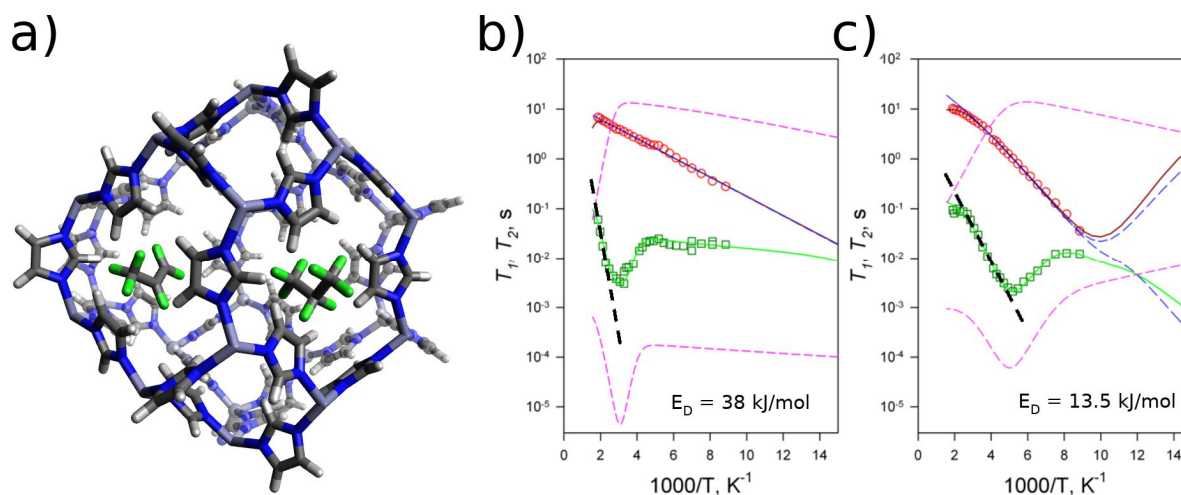 a)
b)
c)
T₁, T₂, s
10²
10¹
10⁰
10⁻¹
10⁻²
10⁻³
10⁻⁴
10⁻⁵
E_D = 38 kJ/mol
0 2 4 6 8 10 12 14
1000/T, K⁻¹
T₁, T₂, s
10²
10¹
10⁰
10⁻¹
10⁻²
10⁻³
10⁻⁴
10⁻⁵
E_D = 13.5 kJ/mol
0 2 4 6 8 10 12 14
1000/T, K⁻¹